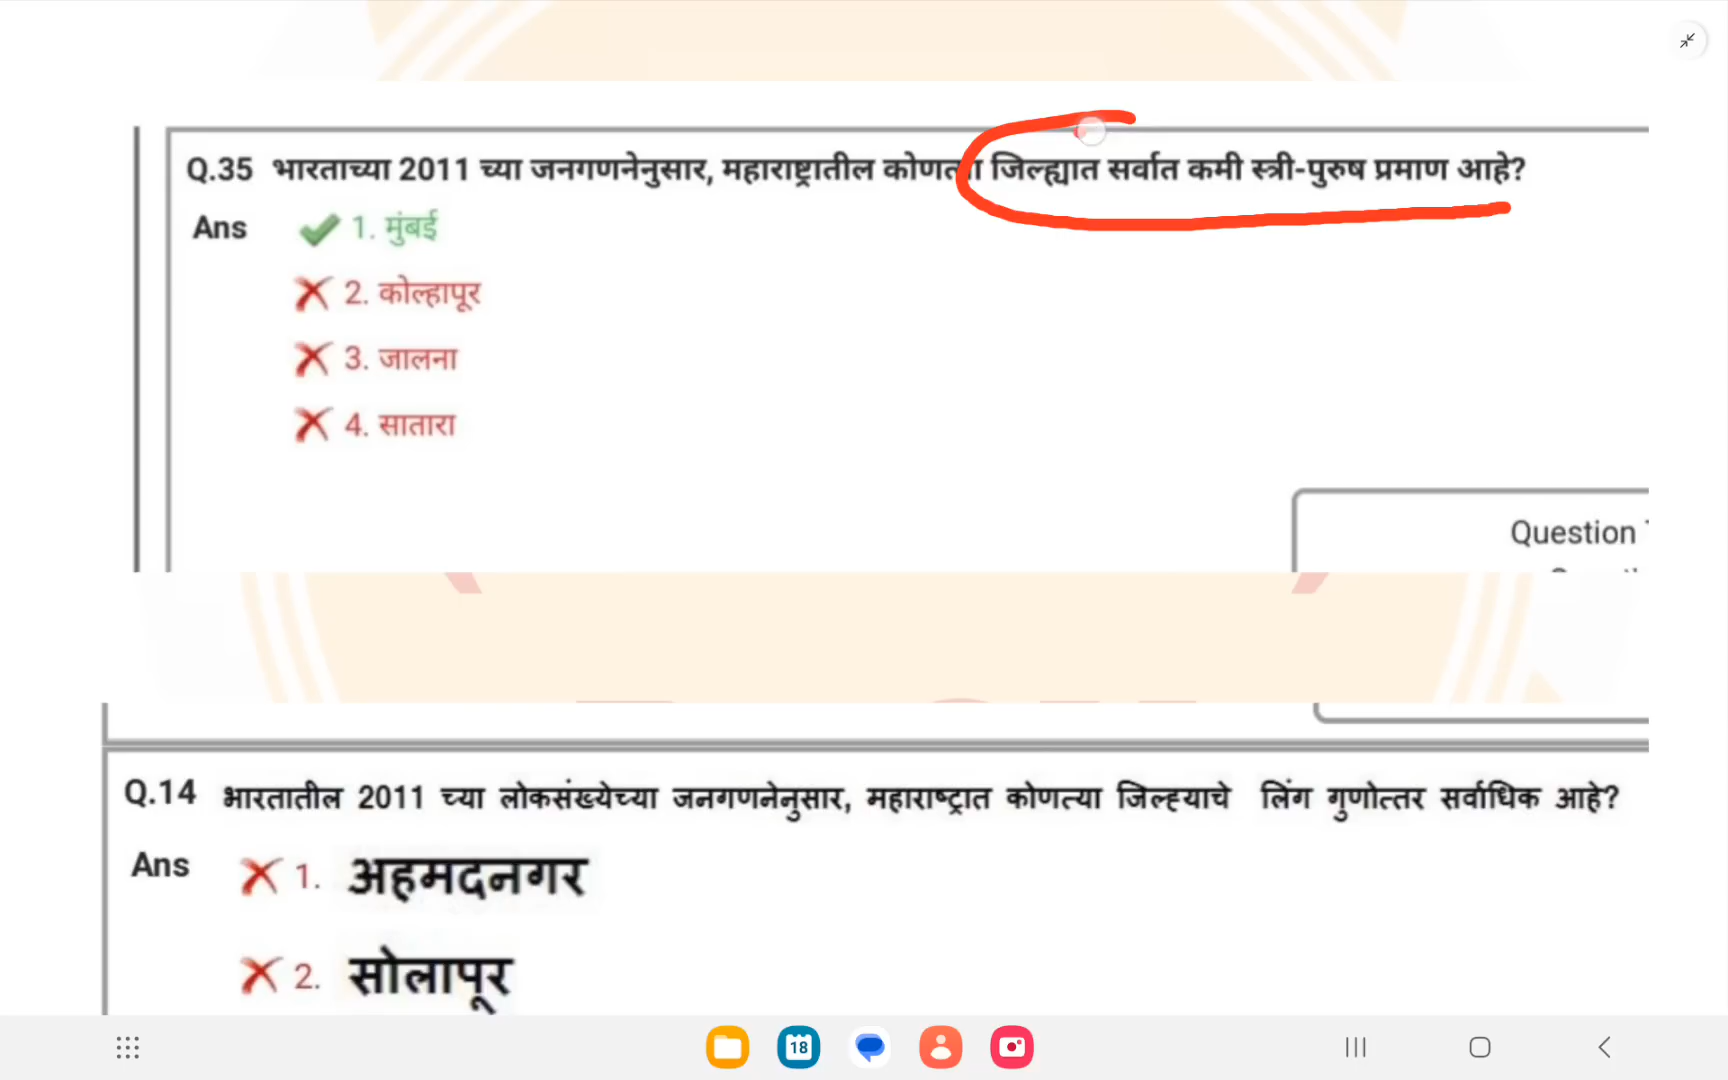 Q.35 भारताच्या 2011 च्या जनगणनेनुसार, महाराष्ट्रातील कोणत्या जिल्ह्यात सर्वात कमी स्त्री-पुरुष प्रमाण आहे?
Ans 1. मुंबई
2. कोल्हापूर
3. जालना
4. सातारा
Question
Q.14 भारतातील 2011 च्या लोकसंख्येच्या जनगणनेनुसार, महाराष्ट्रात कोणत्या जिल्हयाचे लिंग गुणोत्तर सर्वाधिक आहे?
Ans 1. अहमदनगर
2. सोलापूर
18